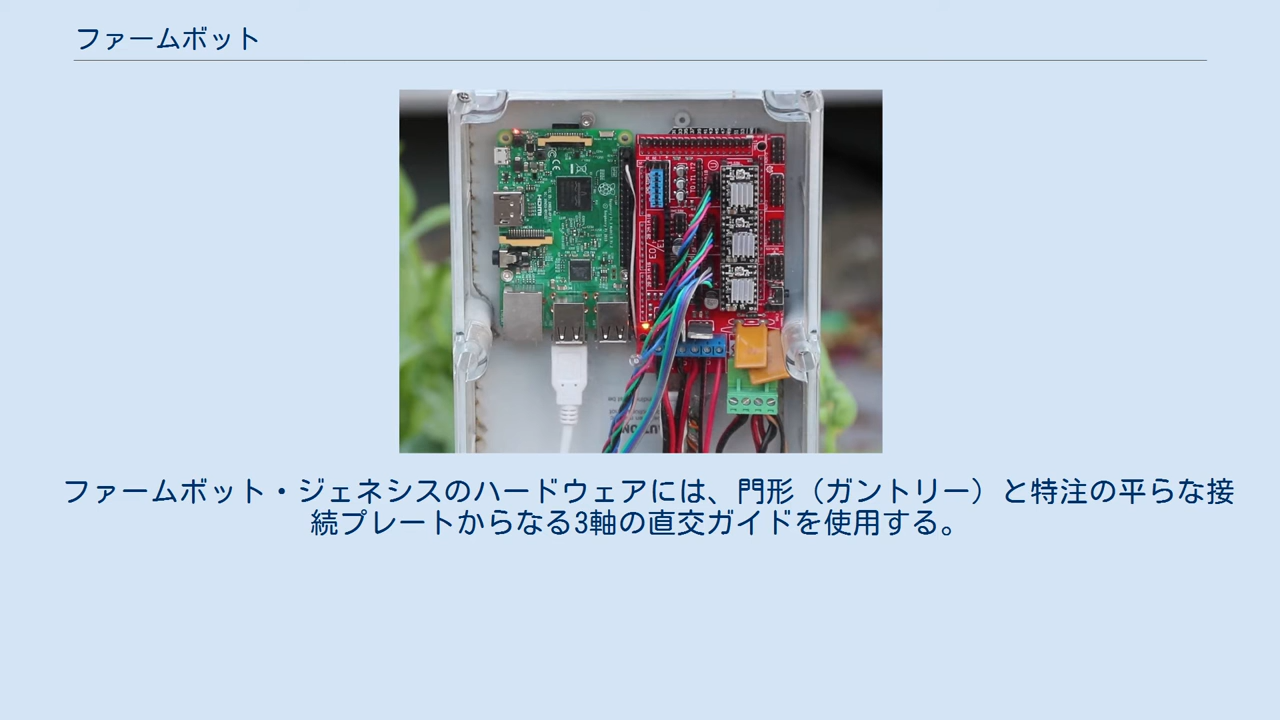 ファームボット
ファームボット・ジェネシスのハードウェアには、門形（ガントリー）と特注の平らな接
続プレートからなる3軸の直交ガイドを使用する。